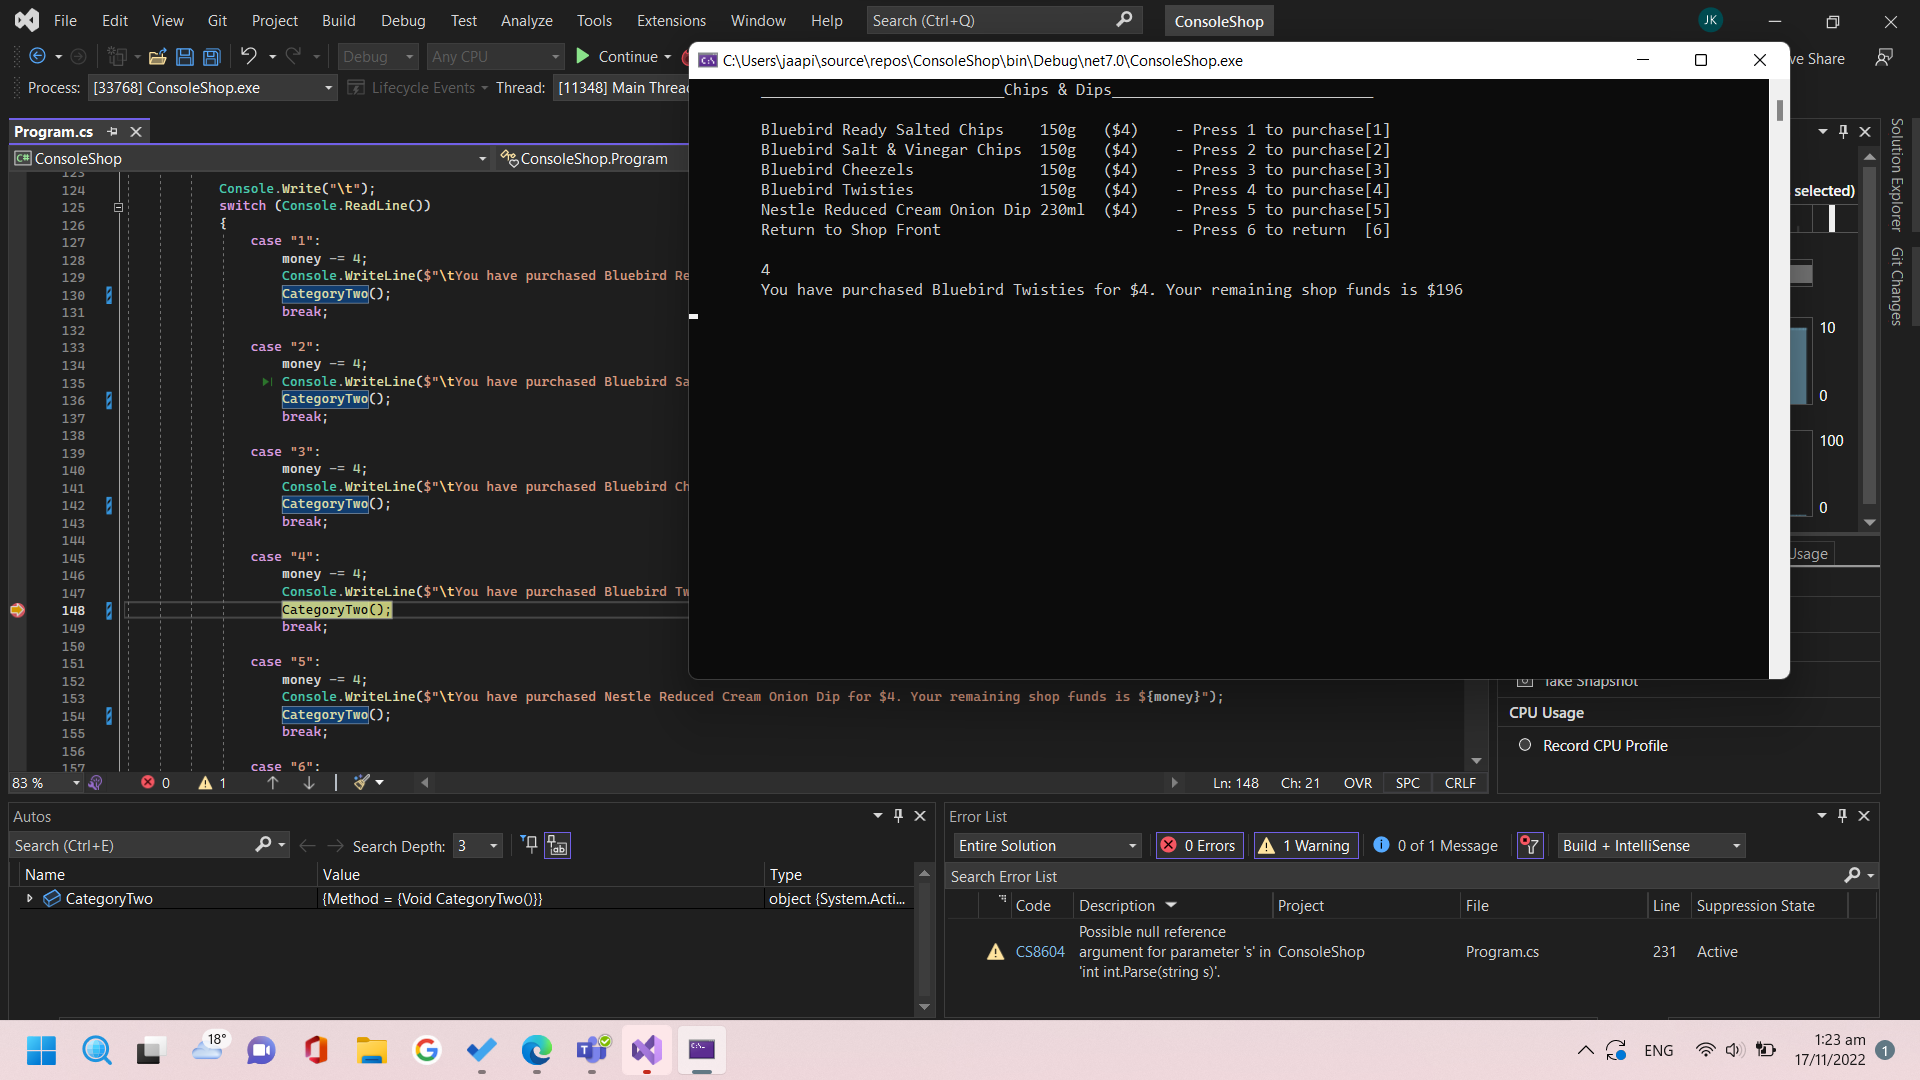 File Edit View Git Project Build Debug Test Analyze Tools Extensions Window Help Search (Ctrl+Q) ConsoleShop JK
Debug Any CPU Continue Share
Process: [33768] ConsoleShop.exe Lifecycle Events Thread: [11348] Main
C:\Users\jaapi\source\repos\ConsoleShop\bin\Debug\net7.0\ConsoleShop.exe
___________________________Chips & Dips_____________________________
Bluebird Ready Salted Chips 150g ($4) - Press 1 to purchase[1]
Bluebird Salt & Vinegar Chips 150g ($4) - Press 2 to purchase[2]
Bluebird Cheezels 150g ($4) - Press 3 to purchase[3]
Bluebird Twisties 150g ($4) - Press 4 to purchase[4]
Nestle Reduced Cream Onion Dip 230ml ($4) - Press 5 to purchase[5]
Return to Shop Front - Press 6 to return [6]
4
You have purchased Bluebird Twisties for $4. Your remaining shop funds is $196
Program.cs
C# ConsoleShop ConsoleShop.Program
123
124 Console.Write("\t");
125 switch (Console.ReadLine())
126 {
127 case "1":
128 money -= 4;
129 Console.WriteLine($"\tYou have purchased Bluebird Re
130 CategoryTwo();
131 break;
132
133 case "2":
134 money -= 4;
135 Console.WriteLine($"\tYou have purchased Bluebird Sa
136 CategoryTwo();
137 break;
138
139 case "3":
140 money -= 4;
141 Console.WriteLine($"\tYou have purchased Bluebird Ch
142 CategoryTwo();
143 break;
144
145 case "4":
146 money -= 4;
147 Console.WriteLine($"\tYou have purchased Bluebird Tw
148 CategoryTwo();
149 break;
150
151 case "5":
152 money -= 4;
153 Console.WriteLine($"\tYou have purchased Nestle Reduced Cream Onion Dip for $4. Your remaining shop funds is ${money}");
154 CategoryTwo();
155 break;
156
157 case "6":
83 % 0 1 Ln: 148 Ch: 21 OVR SPC CRLF
selected)
10
0
100
0
Usage
Take Snapshot
CPU Usage
Record CPU Profile
Solution Explorer
Git Changes
Autos
Search (Ctrl+E) Search Depth: 3
Name Value Type
CategoryTwo {Method = {Void CategoryTwo()}} object {System.Acti...
Error List
Entire Solution 0 Errors 1 Warning 0 of 1 Message Build + IntelliSense
Search Error List
Code Description Project File Line Suppression State
CS8604 Possible null reference argument for parameter 's' in 'int int.Parse(string s)'. ConsoleShop Program.cs 231 Active
18°
ENG
1:23 am
17/11/2022
1